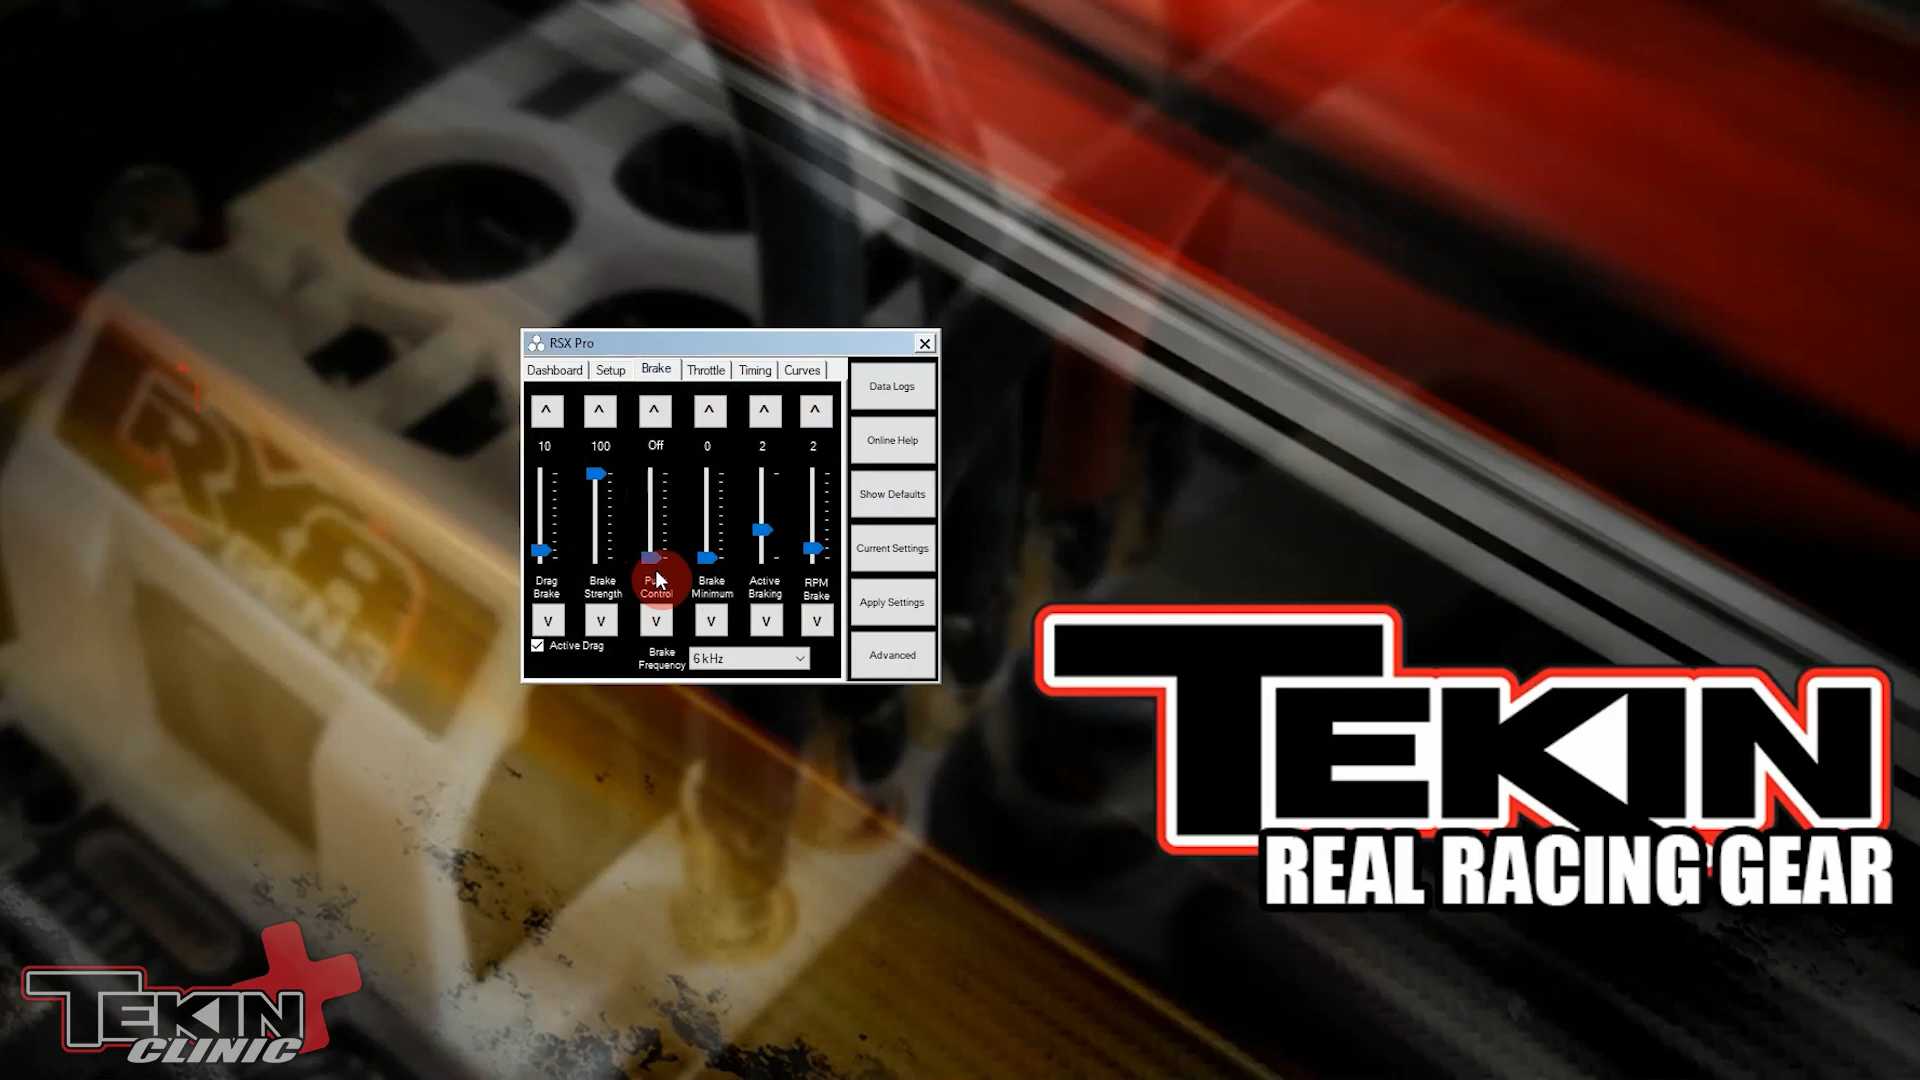 RSX Pro
Dashboard Setup Brake Throttle Timing Curves
^ ^ ^ ^ ^ ^
10 100 Off 0 2 2
Drag Brake
Brake Strength
Control
Brake Minimum
Active Braking
RPM Brake
v v v v v v
Active Drag
Brake Frequency
6 kHz
Data Logs
Online Help
Show Defaults
Current Settings
Apply Settings
Advanced
TEKIN
REAL RACING GEAR
TEKIN
CLINIC